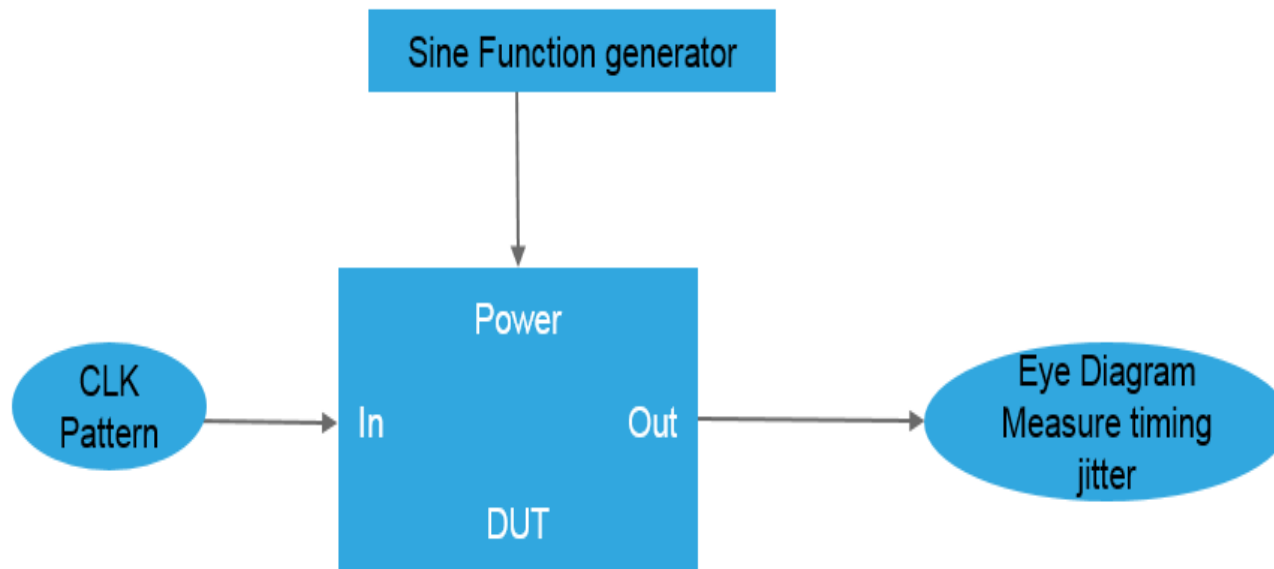 Sine Function generator
Power
CLK
Pattern
In
Out
DUT
Eye Diagram
Measure timing
jitter